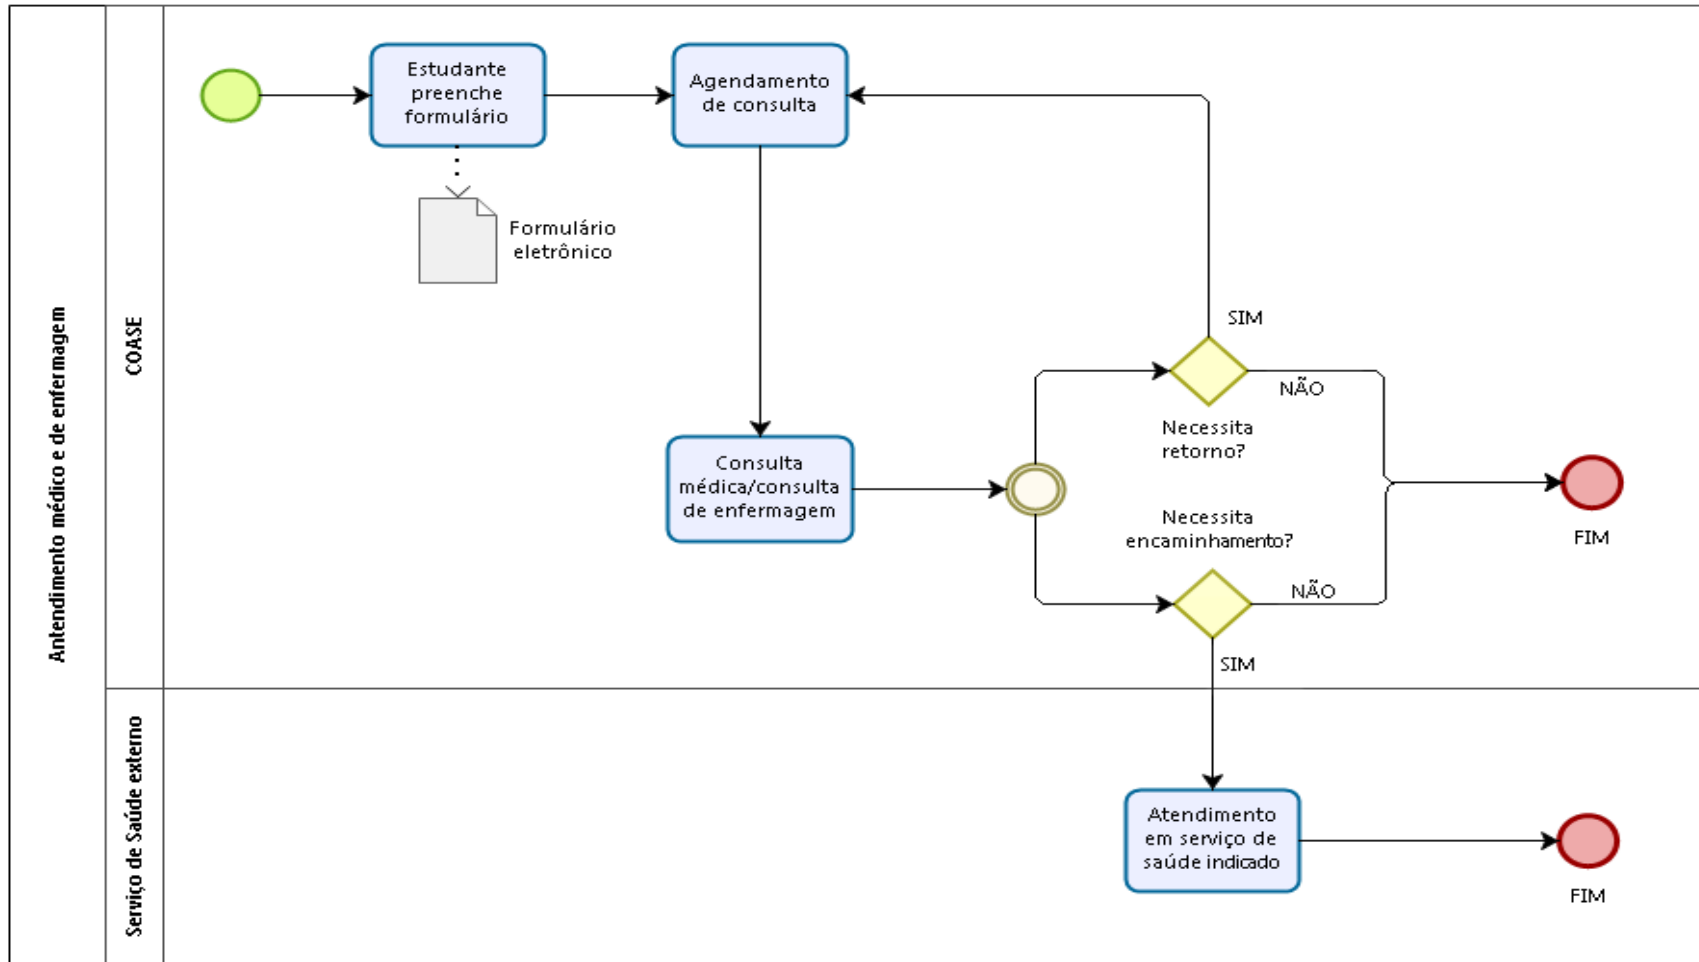 Antendimento médico e de enfermagem
COASE
Estudante
preenche
formulário
Agendamento
de consulta
Formulário
eletrônico
SIM
NÃO
Necessita
retorno?
Consulta
médica/consulta
de enfermagem
Necessita
encaminhamento?
FIM
NÃO
SIM
Serviço de Saúde externo
Atendimento
em serviço de
saúde indicado
FIM